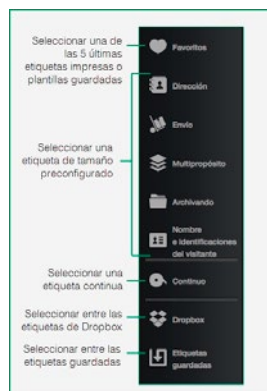 Seleccionar una de
las 5 últimas
etiquetas impresas o
plantillas guardadas
Favoritos
Seleccionar una
etiqueta de tamaño
preconfigurado
Dirección
Envío
Multipropósito
Archivando
Nombre
e identificaciones
del visitante
Seleccionar una
etiqueta continua
Continuo
Seleccionar entre las
etiquetas de Dropbox
Dropbox
Seleccionar entre las
etiquetas guardadas
Etiquetas
guardadas